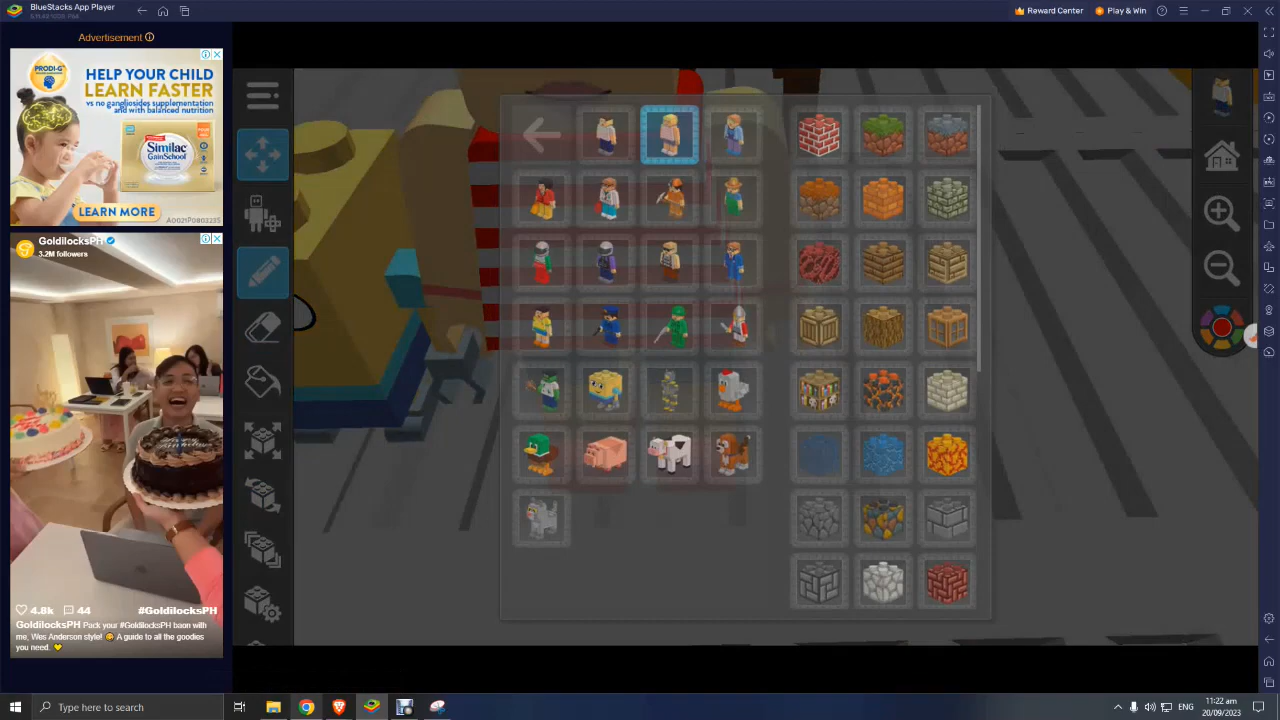 BlueStacks App Player
Reward Center
Play & Win
Advertisement
PRODI-G
HELP YOUR CHILD
LEARN FASTER
vs no gangliosides supplementation
and with balanced nutrition
Similac
GainSchool
LEARN MORE
A0021P0802235
GoldilocksPH
3.2M followers
4.8k
44
#GoldilocksPH
GoldilocksPH Pack your #GoldilocksPH baon with
me, Wes Anderson style! A guide to all the goodies
you need.
Type here to search
ENG
11:22 am
20/09/2023